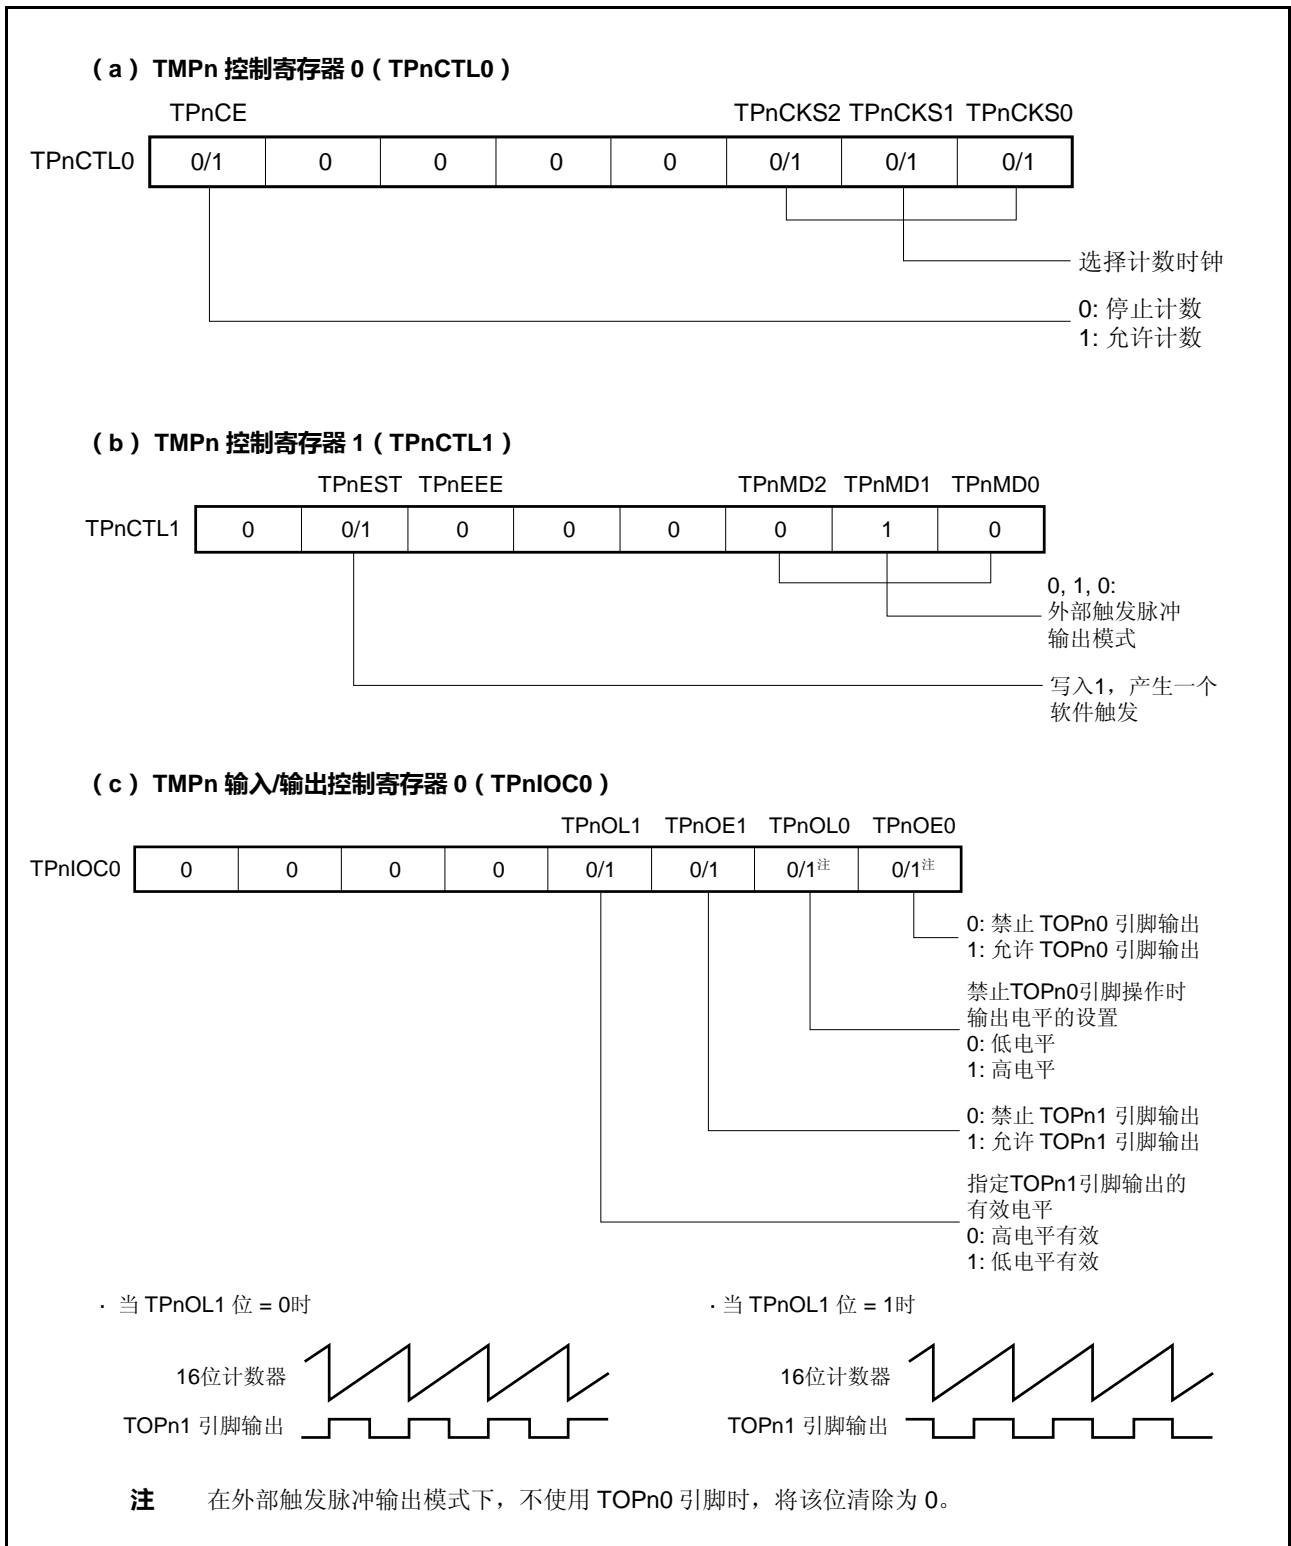 （a） TMPn 控制寄存器 0（TPnCTL0）
TPnCE TPnCKS2 TPnCKS1 TPnCKS0
TPnCTL0 0/1 0 0 0 0 0/1 0/1 0/1
选择计数时钟
0: 停止计数
1: 允许计数
（b） TMPn 控制寄存器 1（TPnCTL1）
TPnEST TPnEEE TPnMD2 TPnMD1 TPnMD0
TPnCTL1 0 0/1 0 0 0 0 1 0
0, 1, 0:
外部触发脉冲
输出模式
写入1，产生一个
软件触发
（c） TMPn 输入/输出控制寄存器 0（TPnIOC0）
TPnOL1 TPnOE1 TPnOL0 TPnOE0
TPnIOC0 0 0 0 0 0/1 0/1 0/1注 0/1注
0: 禁止 TOPn0 引脚输出
1: 允许 TOPn0 引脚输出
禁止TOPn0引脚操作时
输出电平的设置
0: 低电平
1: 高电平
0: 禁止 TOPn1 引脚输出
1: 允许 TOPn1 引脚输出
指定TOPn1引脚输出的
有效电平
0: 高电平有效
1: 低电平有效
· 当 TPnOL1 位 = 0时
16位计数器
TOPn1 引脚输出
· 当 TPnOL1 位 = 1时
16位计数器
TOPn1 引脚输出
注 在外部触发脉冲输出模式下，不使用 TOPn0 引脚时，将该位清除为 0。